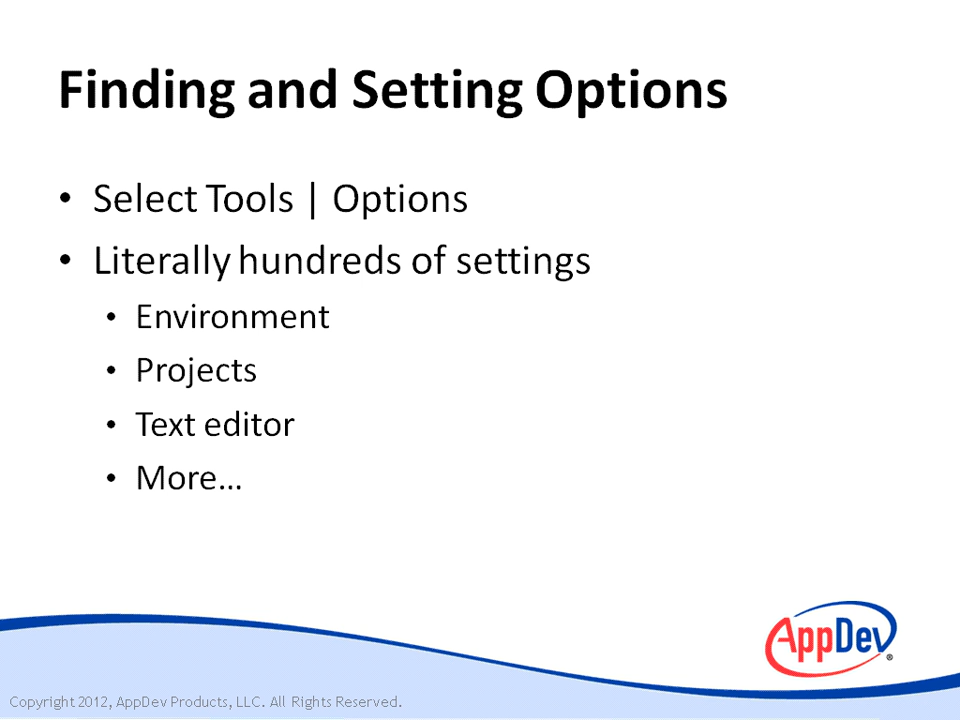 Finding and Setting Options
• Select Tools | Options
• Literally hundreds of settings
• Environment
• Projects
• Text editor
• More…
AppDev®
Copyright 2012, AppDev Products, LLC. All Rights Reserved.